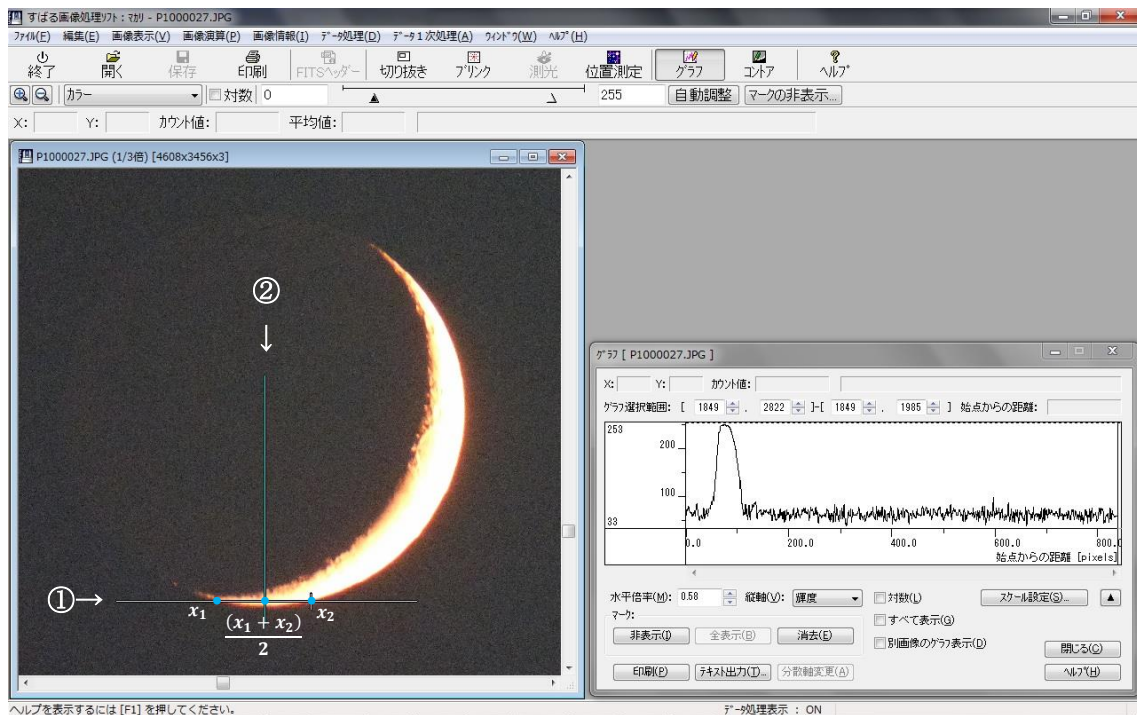 すばる画像処理ソフト：マカリ - P1000027.JPG
ファイル(F) 編集(E) 画像表示(V) 画像演算(P) 画像情報(I) データ処理(D) データ1次処理(A) ウィンドウ(W) ヘルプ(H)
終了 開く 保存 印刷 FITSヘッダー 切り抜き ブリンク 測光 位置測定 グラフ コントア ヘルプ
カラー 対数 0 255 自動調整 マークの非表示...
X: Y: カウント値: 平均値:
P1000027.JPG (1/3倍) [4608x3456x3]
②
↓
①→
x₁
(x₁ + x₂)
2
x₂
グラフ [ P1000027.JPG ]
X: Y: カウント値:
グラフ選択範囲: [ 1849 , 2822 ]-[ 1849 , 1985 ] 始点からの距離:
253
200
100
33
0.0 200.0 400.0 600.0 800.0
始点からの距離 [pixels]
水平倍率(M): 0.58 縦軸(V): 輝度 対数(L) スケール設定(S)... ▲
マーク: すべて表示(G)
非表示(I) 全表示(B) 消去(E) 別画像のグラフ表示(D) 閉じる(C)
印刷(P) テキスト出力(T)... 分散軸変更(A) ヘルプ(H)
ヘルプを表示するには [F1] を押してください。 データ処理表示 : ON